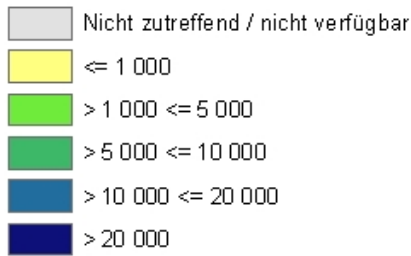 Nicht zutreffend / nicht verfügbar
<= 1 000
> 1 000 <= 5 000
> 5 000 <= 10 000
> 10 000 <= 20 000
> 20 000